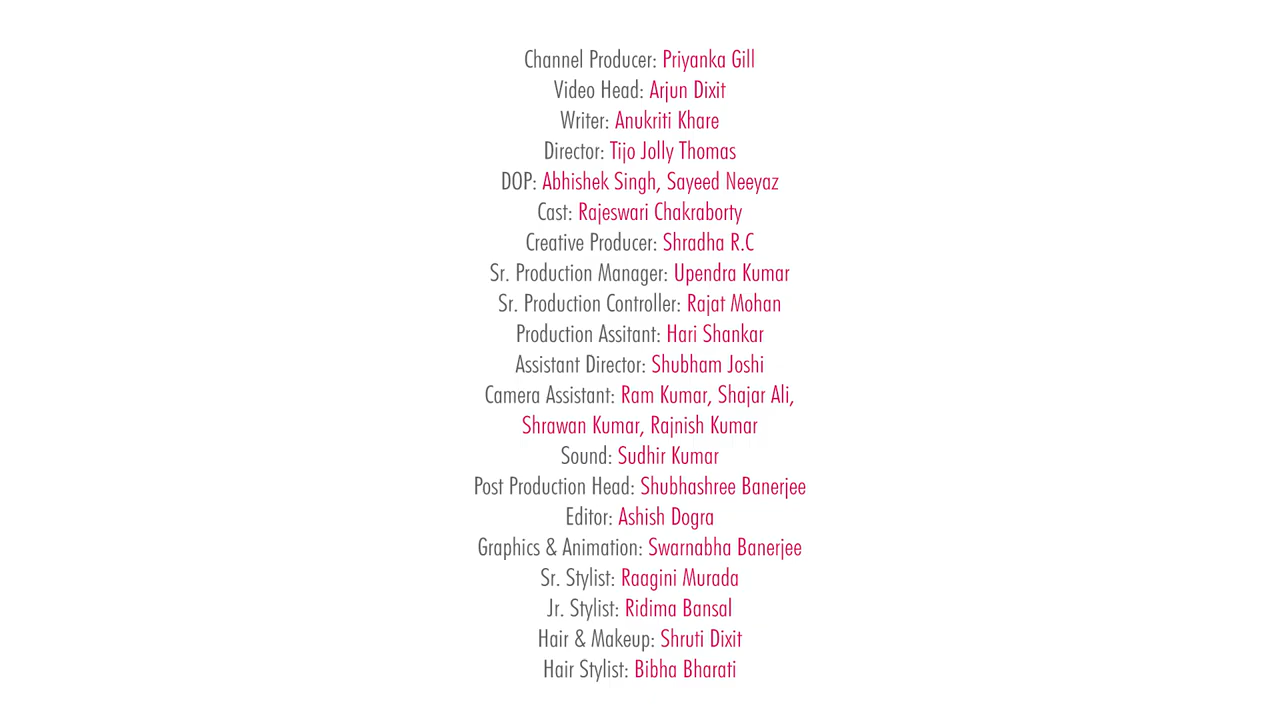 Channel Producer: Priyanka Gill
Video Head: Arjun Dixit
Writer: Anukriti Khare
Director: Tijo Jolly Thomas
DOP: Abhishek Singh, Sayeed Neeyaz
Cast: Rajeswari Chakraborty
Creative Producer: Shradha R.C
Sr. Production Manager: Upendra Kumar
Sr. Production Controller: Rajat Mohan
Production Assitant: Hari Shankar
Assistant Director: Shubham Joshi
Camera Assistant: Ram Kumar, Shajar Ali,
Shrawan Kumar, Rajnish Kumar
Sound: Sudhir Kumar
Post Production Head: Shubhashree Banerjee
Editor: Ashish Dogra
Graphics & Animation: Swarnabha Banerjee
Sr. Stylist: Raagini Murada
Jr. Stylist: Ridima Bansal
Hair & Makeup: Shruti Dixit
Hair Stylist: Bibha Bharati